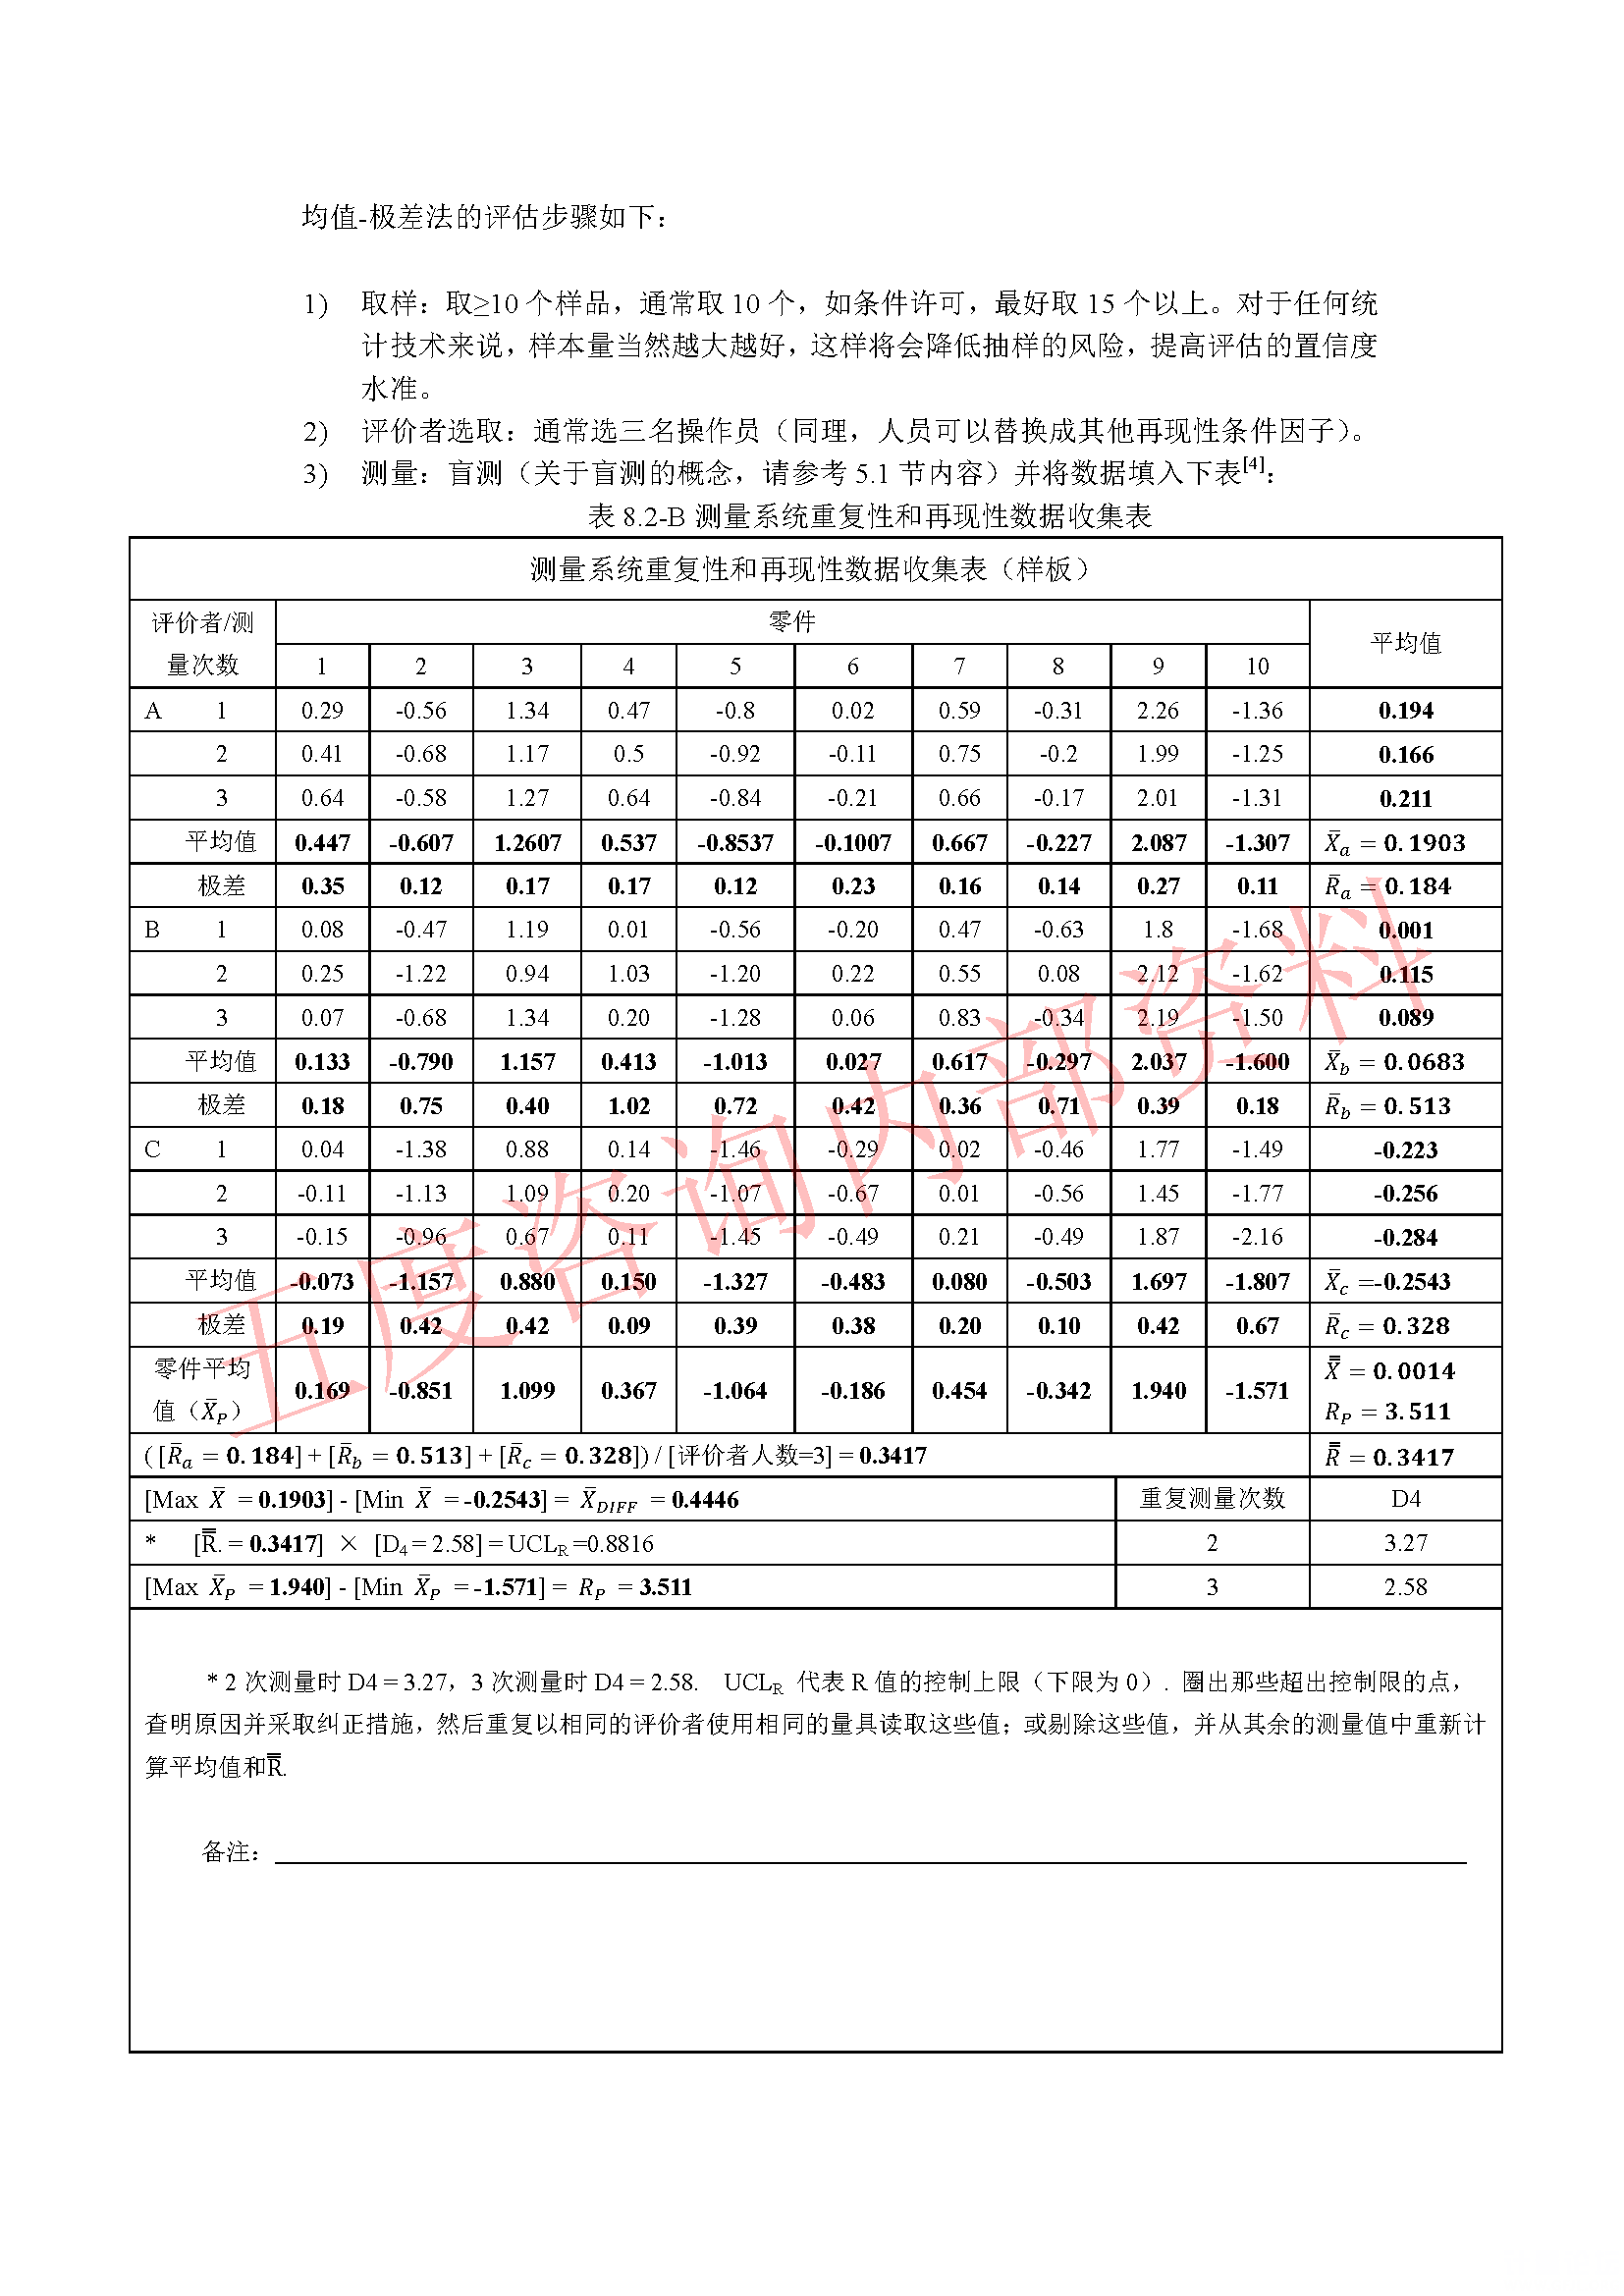 均值-极差法的评估步骤如下：
1) 取样：取≥10 个样品，通常取 10 个，如条件许可，最好取 15 个以上。对于任何统
计技术来说，样本量当然越大越好，这样将会降低抽样的风险，提高评估的置信度
水准。
2) 评价者选取：通常选三名操作员（同理，人员可以替换成其他再现性条件因子）。
3) 测量：盲测（关于盲测的概念，请参考 5.1 节内容）并将数据填入下表[4]：
表 8.2-B 测量系统重复性和再现性数据收集表
测量系统重复性和再现性数据收集表（样板）
评价者/测量次数 零件 平均值
1 2 3 4 5 6 7 8 9 10
A 1 0.29 -0.56 1.34 0.47 -0.8 0.02 0.59 -0.31 2.26 -1.36 0.194
2 0.41 -0.68 1.17 0.5 -0.92 -0.11 0.75 -0.2 1.99 -1.25 0.166
3 0.64 -0.58 1.27 0.64 -0.84 -0.21 0.66 -0.17 2.01 -1.31 0.211
平均值 0.447 -0.607 1.2607 0.537 -0.8537 -0.1007 0.667 -0.227 2.087 -1.307 X̄a = 0.1903
极差 0.35 0.12 0.17 0.17 0.12 0.23 0.16 0.14 0.27 0.11 R̄a = 0.184
B 1 0.08 -0.47 1.19 0.01 -0.56 -0.20 0.47 -0.63 1.8 -1.68 0.001
2 0.25 -1.22 0.94 1.03 -1.20 0.22 0.55 0.08 2.12 -1.62 0.115
3 0.07 -0.68 1.34 0.20 -1.28 0.06 0.83 -0.34 2.19 -1.50 0.089
平均值 0.133 -0.790 1.157 0.413 -1.013 0.027 0.617 -0.297 2.037 -1.600 X̄b = 0.0683
极差 0.18 0.75 0.40 1.02 0.72 0.42 0.36 0.71 0.39 0.18 R̄b = 0.513
C 1 0.04 -1.38 0.88 0.14 -1.46 -0.29 0.02 -0.46 1.77 -1.49 -0.223
2 -0.11 -1.13 1.09 0.20 -1.07 -0.67 0.01 -0.56 1.45 -1.77 -0.256
3 -0.15 -0.96 0.67 0.11 -1.45 -0.49 0.21 -0.49 1.87 -2.16 -0.284
平均值 -0.073 -1.157 0.880 0.150 -1.327 -0.483 0.080 -0.503 1.697 -1.807 X̄c =-0.2543
极差 0.19 0.42 0.42 0.09 0.39 0.38 0.20 0.10 0.42 0.67 R̄c = 0.328
零件平均值（X̄P） 0.169 -0.851 1.099 0.367 -1.064 -0.186 0.454 -0.342 1.940 -1.571 X̿ = 0.0014
RP = 3.511
( [R̄a = 0.184] + [R̄b = 0.513] + [R̄c = 0.328]) / [评价者人数=3] = 0.3417 R̿ = 0.3417
[Max X̄ = 0.1903] - [Min X̄ = -0.2543] = X̄DIFF = 0.4446 重复测量次数 D4
* [R̿. = 0.3417] × [D4 = 2.58] = UCLR =0.8816 2 3.27
[Max X̄P = 1.940] - [Min X̄P = -1.571] = RP = 3.511 3 2.58
* 2 次测量时 D4 = 3.27，3 次测量时 D4 = 2.58. UCLR 代表 R 值的控制上限（下限为 0）. 圈出那些超出控制限的点，
查明原因并采取纠正措施，然后重复以相同的评价者使用相同的量具读取这些值；或剔除这些值，并从其余的测量值中重新计
算平均值和R̿.
备注：
五度咨询内部资料